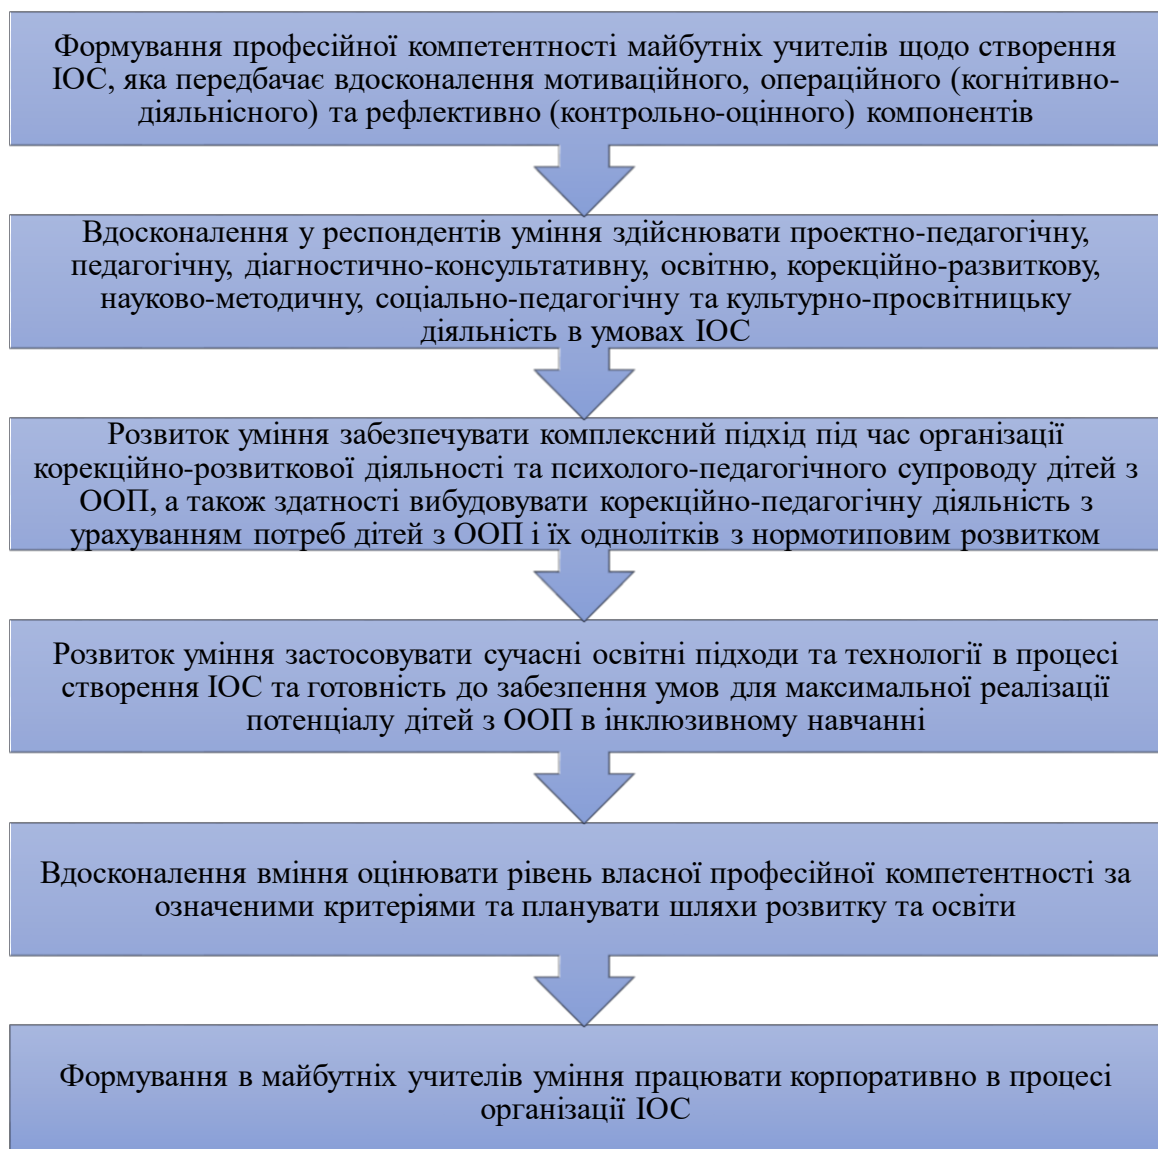 Формування професійної компетентності майбутніх учителів щодо створення
ІОС, яка передбачає вдосконалення мотиваційного, операційного (когнітивно-
діяльнісного) та рефлективно (контрольно-оцінного) компонентів
Вдосконалення у респондентів уміння здійснювати проектно-педагогічну,
педагогічну, діагностично-консультативну, освітню, корекційно-развиткову,
науково-методичну, соціально-педагогічну та культурно-просвітницьку
діяльність в умовах ІОС
Розвиток уміння забезпечувати комплексний підхід під час організації
корекційно-розвиткової діяльності та психолого-педагогічного супроводу дітей з
ООП, а також здатності вибудовувати корекційно-педагогічну діяльність з
урахуванням потреб дітей з ООП і їх однолітків з нормотиповим розвитком
Розвиток уміння застосовувати сучасні освітні підходи та технології в процесі
створення ІОС та готовність до забезпення умов для максимальної реалізації
потенціалу дітей з ООП в інклюзивному навчанні
Вдосконалення вміння оцінювати рівень власної професійної компетентності за
означеними критеріями та планувати шляхи розвитку та освіти
Формування в майбутніх учителів уміння працювати корпоративно в процесі
організації ІОС